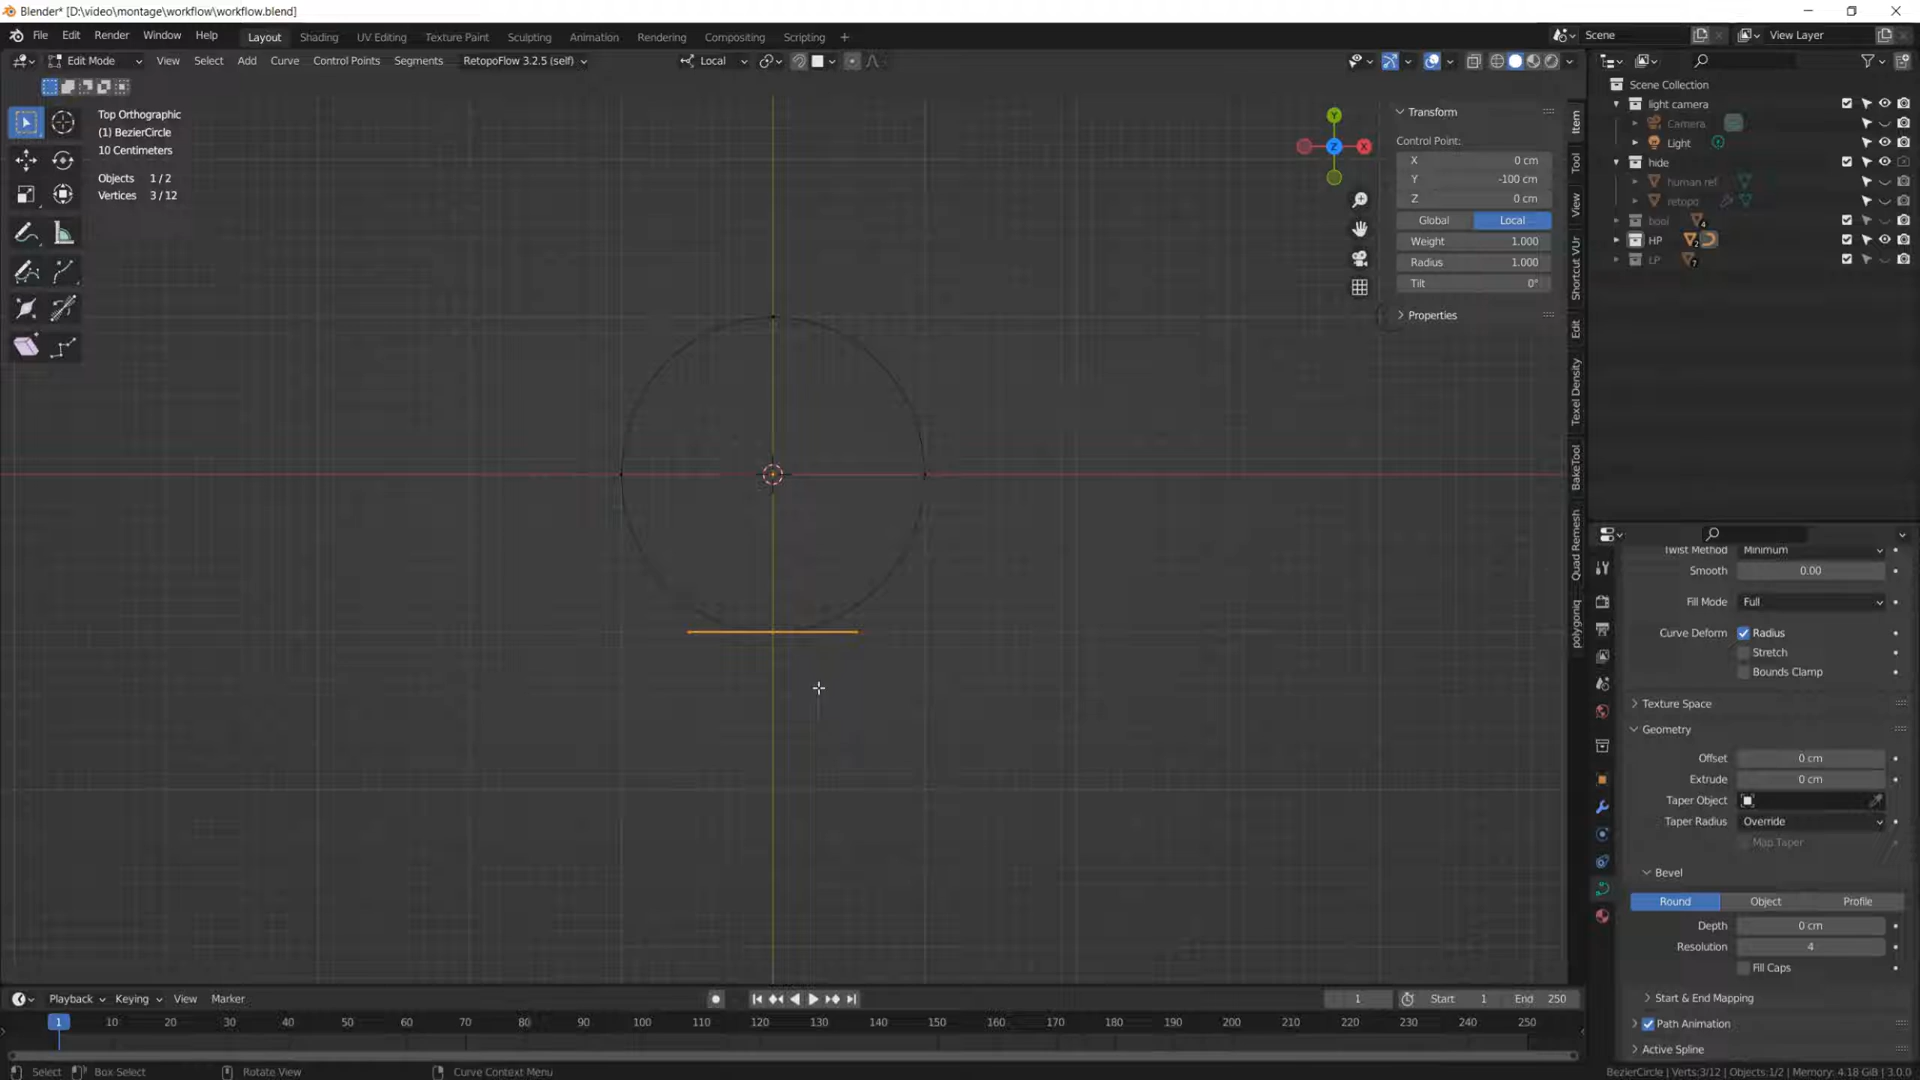 Blender* [D:\video\montage\workflow\workflow.blend]
File Edit Render Window Help Layout Shading UV Editing Texture Paint Sculpting Animation Rendering Compositing Scripting + Scene View Layer
Edit Mode View Select Add Curve Control Points Segments RetopoFlow 3.2.5 (self) Local
Top Orthographic
(1) BezierCircle
10 Centimeters
Objects 1 / 2
Vertices 3 / 12
Y
X
Z
Transform
Control Point:
X 0 cm
Y -100 cm
Z 0 cm
Global Local
Weight 1.000
Radius 1.000
Tilt 0°
Properties
Item
Tool
View
Shortcut VUr
Edit
Texel Density
BakeTool
Quad Remesh
polygoniq
Scene Collection
light camera
Camera
Light
hide
human ref
retopo
bool 4
HP 2
LP 7
Twist Method Minimum
Smooth 0.00
Fill Mode Full
Curve Deform Radius
Stretch
Bounds Clamp
Texture Space
Geometry
Offset 0 cm
Extrude 0 cm
Taper Object
Taper Radius Override
Map Taper
Bevel
Round Object Profile
Depth 0 cm
Resolution 4
Fill Caps
Start & End Mapping
Path Animation
Active Spline
Playback Keying View Marker 1 Start 1 End 250
1 10 20 30 40 50 60 70 80 90 100 110 120 130 140 150 160 170 180 190 200 210 220 230 240 250
Select Box Select Rotate View Curve Context Menu BezierCircle | Verts:3/12 | Objects:1/2 | Memory: 4.18 GiB | 3.0.0